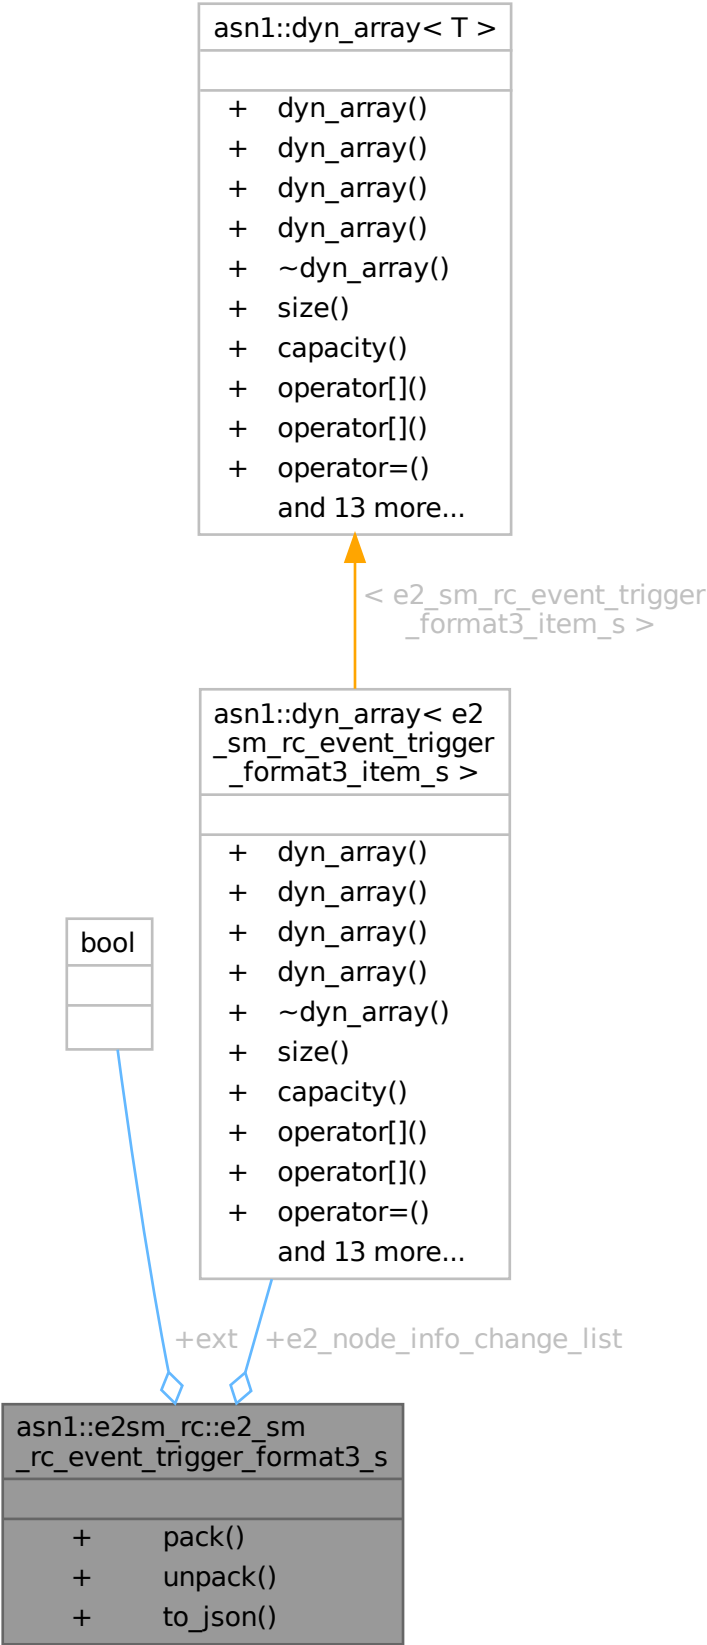 asn1::dyn_array< T >
+ dyn_array()
+ dyn_array()
+ dyn_array()
+ dyn_array()
+ ~dyn_array()
+ size()
+ capacity()
+ operator[]()
+ operator[]()
+ operator=()
and 13 more...
< e2_sm_rc_event_trigger
_format3_item_s >
asn1::dyn_array< e2
_sm_rc_event_trigger
_format3_item_s >
+ dyn_array()
+ dyn_array()
+ dyn_array()
+ dyn_array()
+ ~dyn_array()
+ size()
+ capacity()
+ operator[]()
+ operator[]()
+ operator=()
and 13 more...
bool
+ext
+e2_node_info_change_list
asn1::e2sm_rc::e2_sm
_rc_event_trigger_format3_s
+ pack()
+ unpack()
+ to_json()